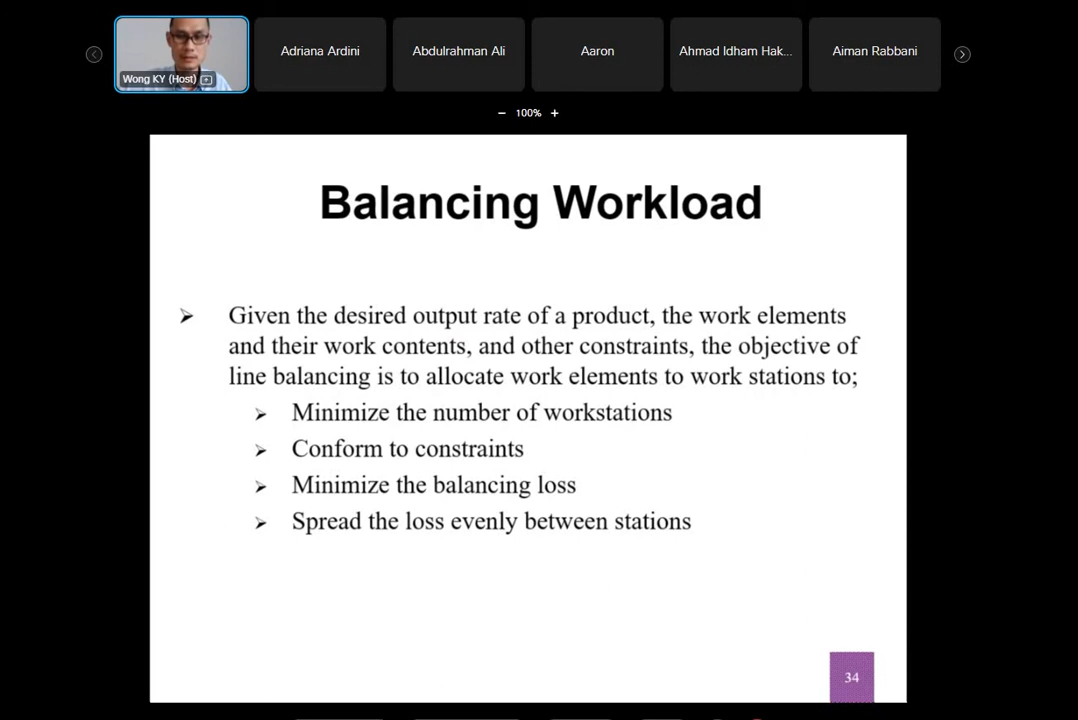 Wong KY (Host)
Adriana Ardini
Abdulrahman Ali
Aaron
Ahmad Idham Hak...
Aiman Rabbani
100%
Balancing Workload
Given the desired output rate of a product, the work elements
and their work contents, and other constraints, the objective of
line balancing is to allocate work elements to work stations to;
Minimize the number of workstations
Conform to constraints
Minimize the balancing loss
Spread the loss evenly between stations
34